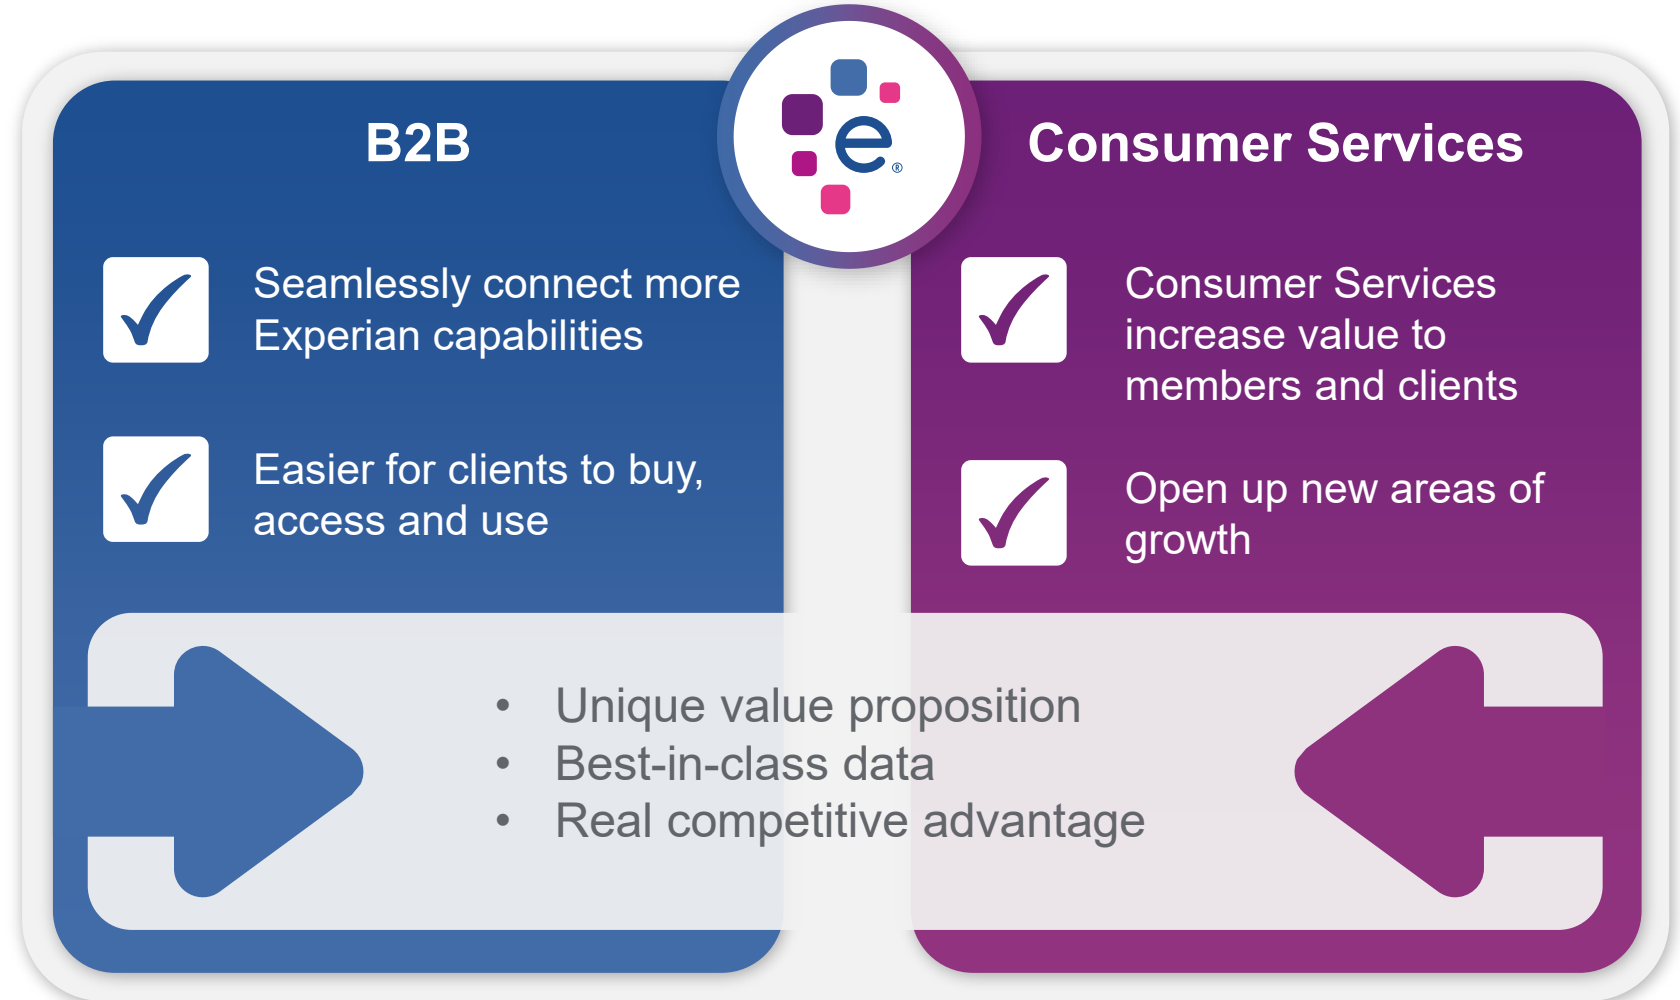 B2B
Seamlessly connect more
Experian capabilities
Easier for clients to buy,
access and use
e®
Consumer Services
Consumer Services
increase value to
members and clients
Open up new areas of
growth
• Unique value proposition
• Best-in-class data
• Real competitive advantage